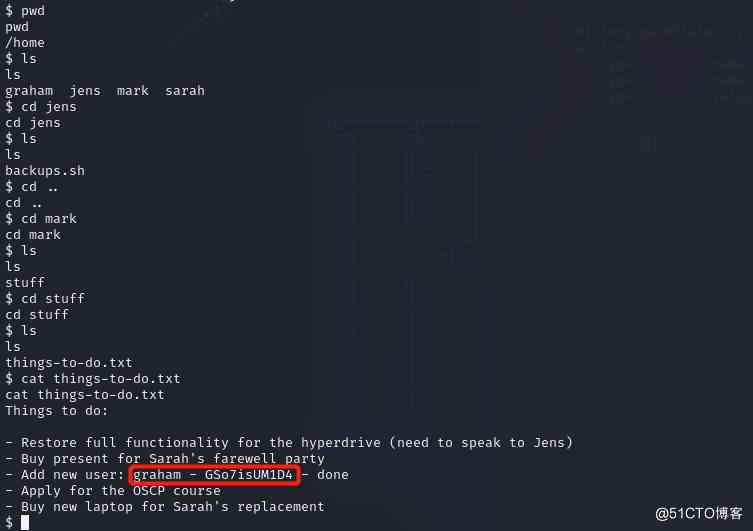 $ pwd
pwd
/home
$ ls
ls
graham  jens  mark  sarah
$ cd jens
cd jens
$ ls
ls
backups.sh
$ cd ..
cd ..
$ cd mark
cd mark
$ ls
ls
stuff
$ cd stuff
cd stuff
$ ls
ls
things-to-do.txt
$ cat things-to-do.txt
cat things-to-do.txt
Things to do:

- Restore full functionality for the hyperdrive (need to speak to Jens)
- Buy present for Sarah's farewell party
- Add new user: graham - GSo7isUM1D4 - done
- Apply for the OSCP course
- Buy new laptop for Sarah's replacement
$
@51CTO博客